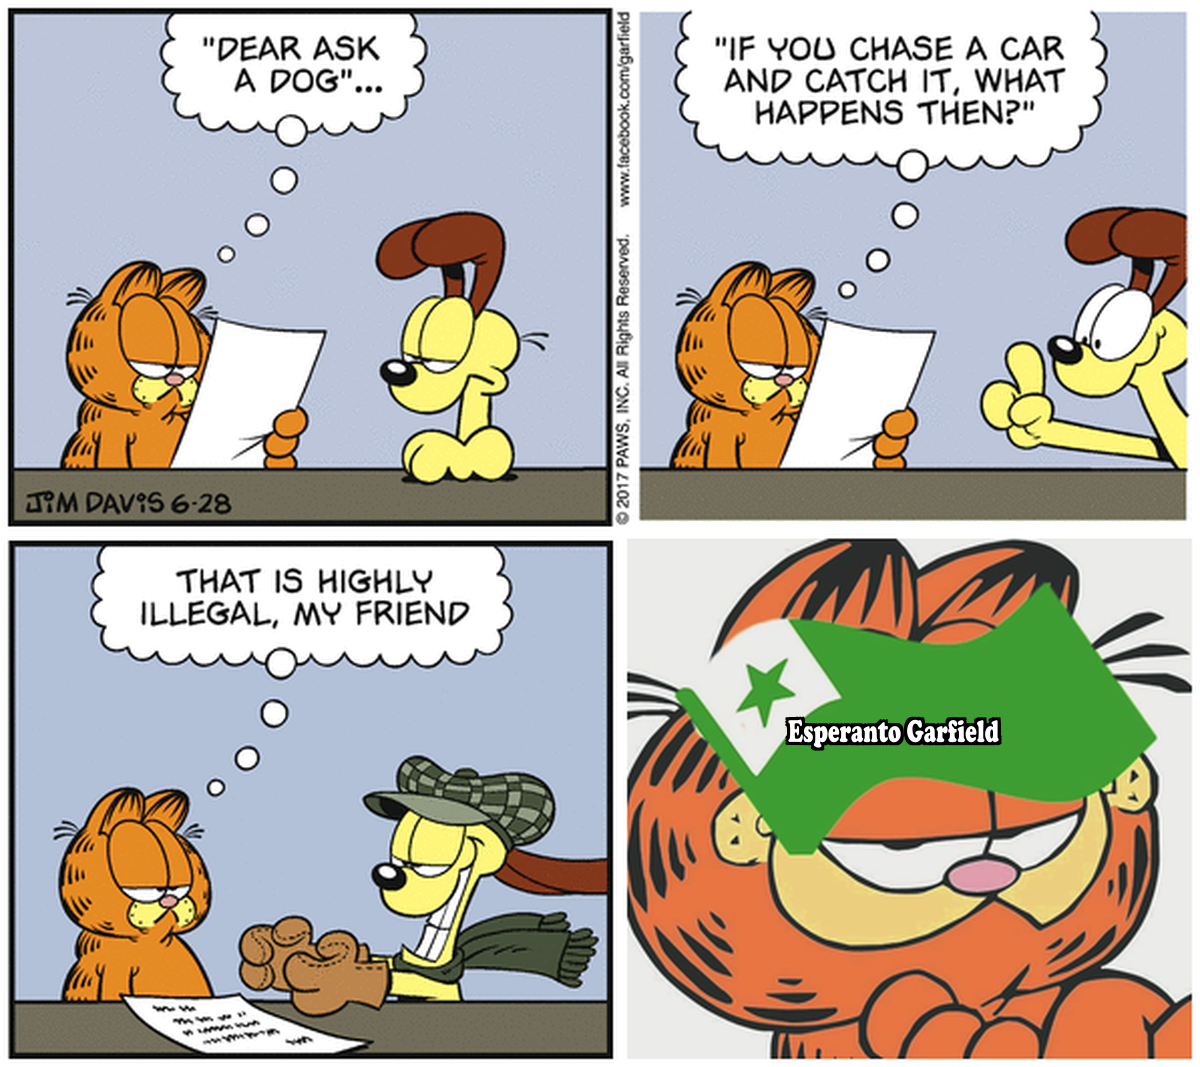 "DEAR ASK
A DOG"...
JIM DAVIS 6-28
© 2017 PAWS, INC. All Rights Reserved. www.facebook.com/garfield
"IF YOU CHASE A CAR
AND CATCH IT, WHAT
HAPPENS THEN?"
THAT IS HIGHLY
ILLEGAL, MY FRIEND
Esperanto Garfield